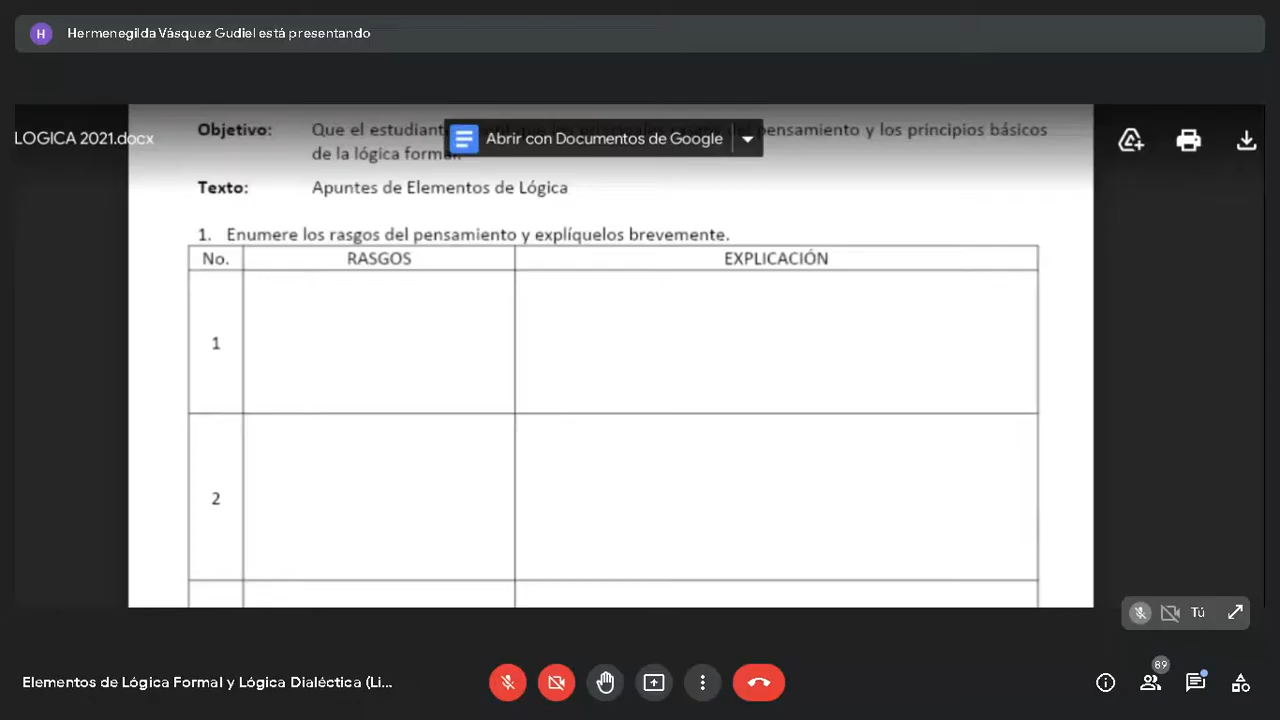 H Hermenegilda Vásquez Gudiel está presentando
LOGICA 2021.docx
Abrir con Documentos de Google
Objetivo: Que el estudiante pensamiento y los principios básicos
de la lógica formal.
Texto: Apuntes de Elementos de Lógica
1. Enumere los rasgos del pensamiento y explíquelos brevemente.
No. RASGOS EXPLICACIÓN
1
2
Tú
Elementos de Lógica Formal y Lógica Dialéctica (Li...
89